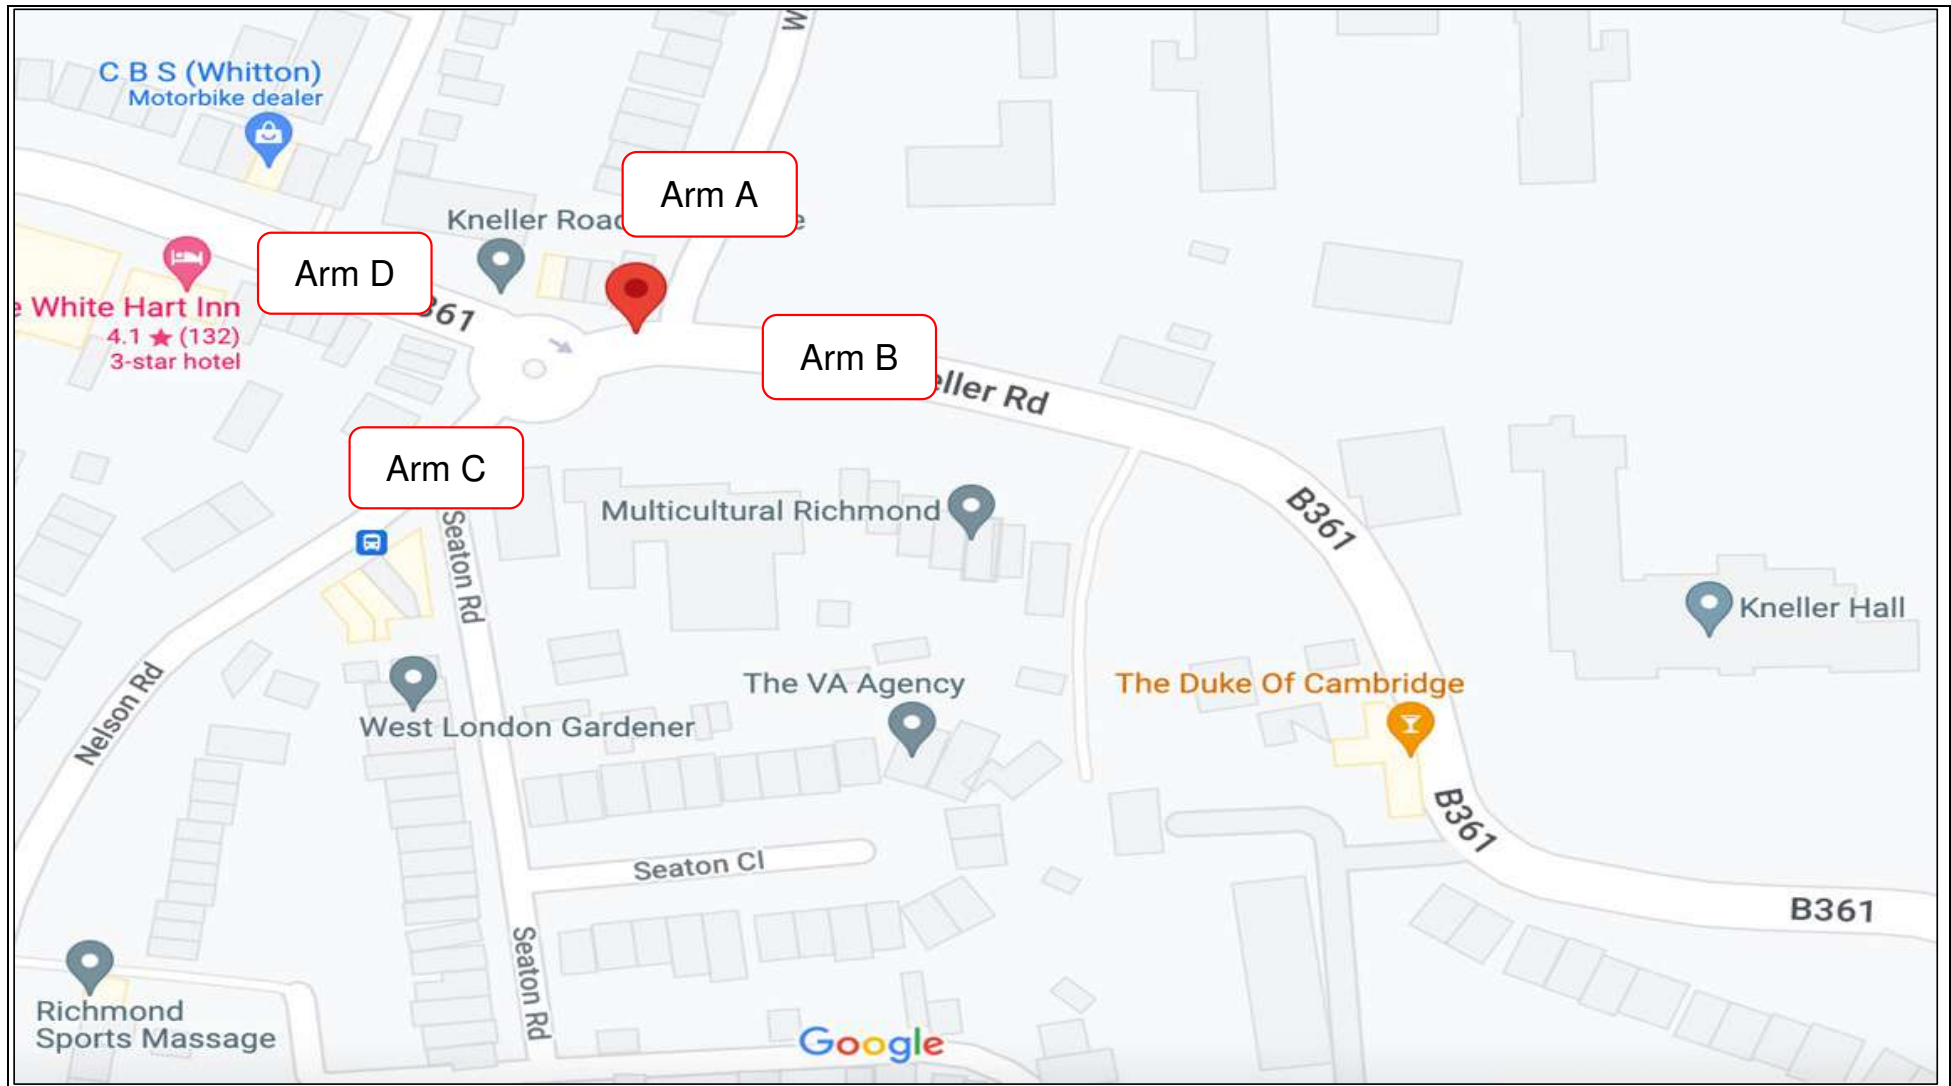 C B S (Whitton)
Motorbike dealer
Arm A
Kneller Road
Arm D
White Hart Inn
4.1 ★ (132)
3-star hotel
Arm B
Rd
Arm C
Seaton Rd
Multicultural Richmond
B361
Kneller Hall
Nelson Rd
West London Gardener
The VA Agency
The Duke Of Cambridge
B361
Seaton Cl
B361
Seaton Rd
Richmond
Sports Massage
Google